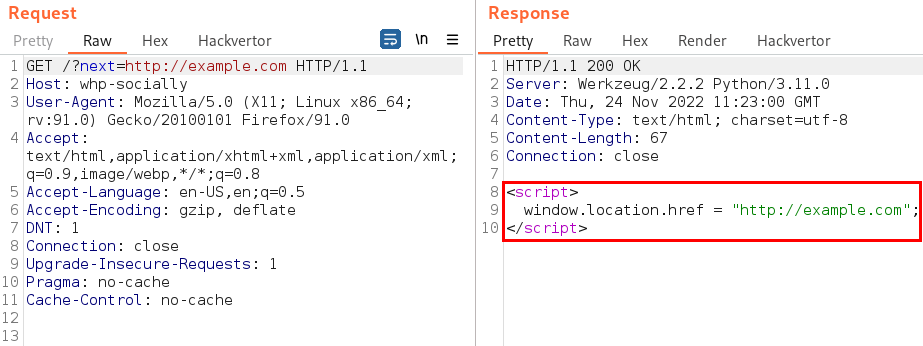 Request
Pretty Raw Hex Hackvertor \n
1 GET /?next=http://example.com HTTP/1.1
2 Host: whp-socially
3 User-Agent: Mozilla/5.0 (X11; Linux x86_64;
rv:91.0) Gecko/20100101 Firefox/91.0
4 Accept:
text/html,application/xhtml+xml,application/xml;
q=0.9,image/webp,*/*;q=0.8
5 Accept-Language: en-US,en;q=0.5
6 Accept-Encoding: gzip, deflate
7 DNT: 1
8 Connection: close
9 Upgrade-Insecure-Requests: 1
10 Pragma: no-cache
11 Cache-Control: no-cache
12
13
Response
Pretty Raw Hex Render Hackvertor
1 HTTP/1.1 200 OK
2 Server: Werkzeug/2.2.2 Python/3.11.0
3 Date: Thu, 24 Nov 2022 11:23:00 GMT
4 Content-Type: text/html; charset=utf-8
5 Content-Length: 67
6 Connection: close
7
8 <script>
9 window.location.href = "http://example.com";
10 </script>